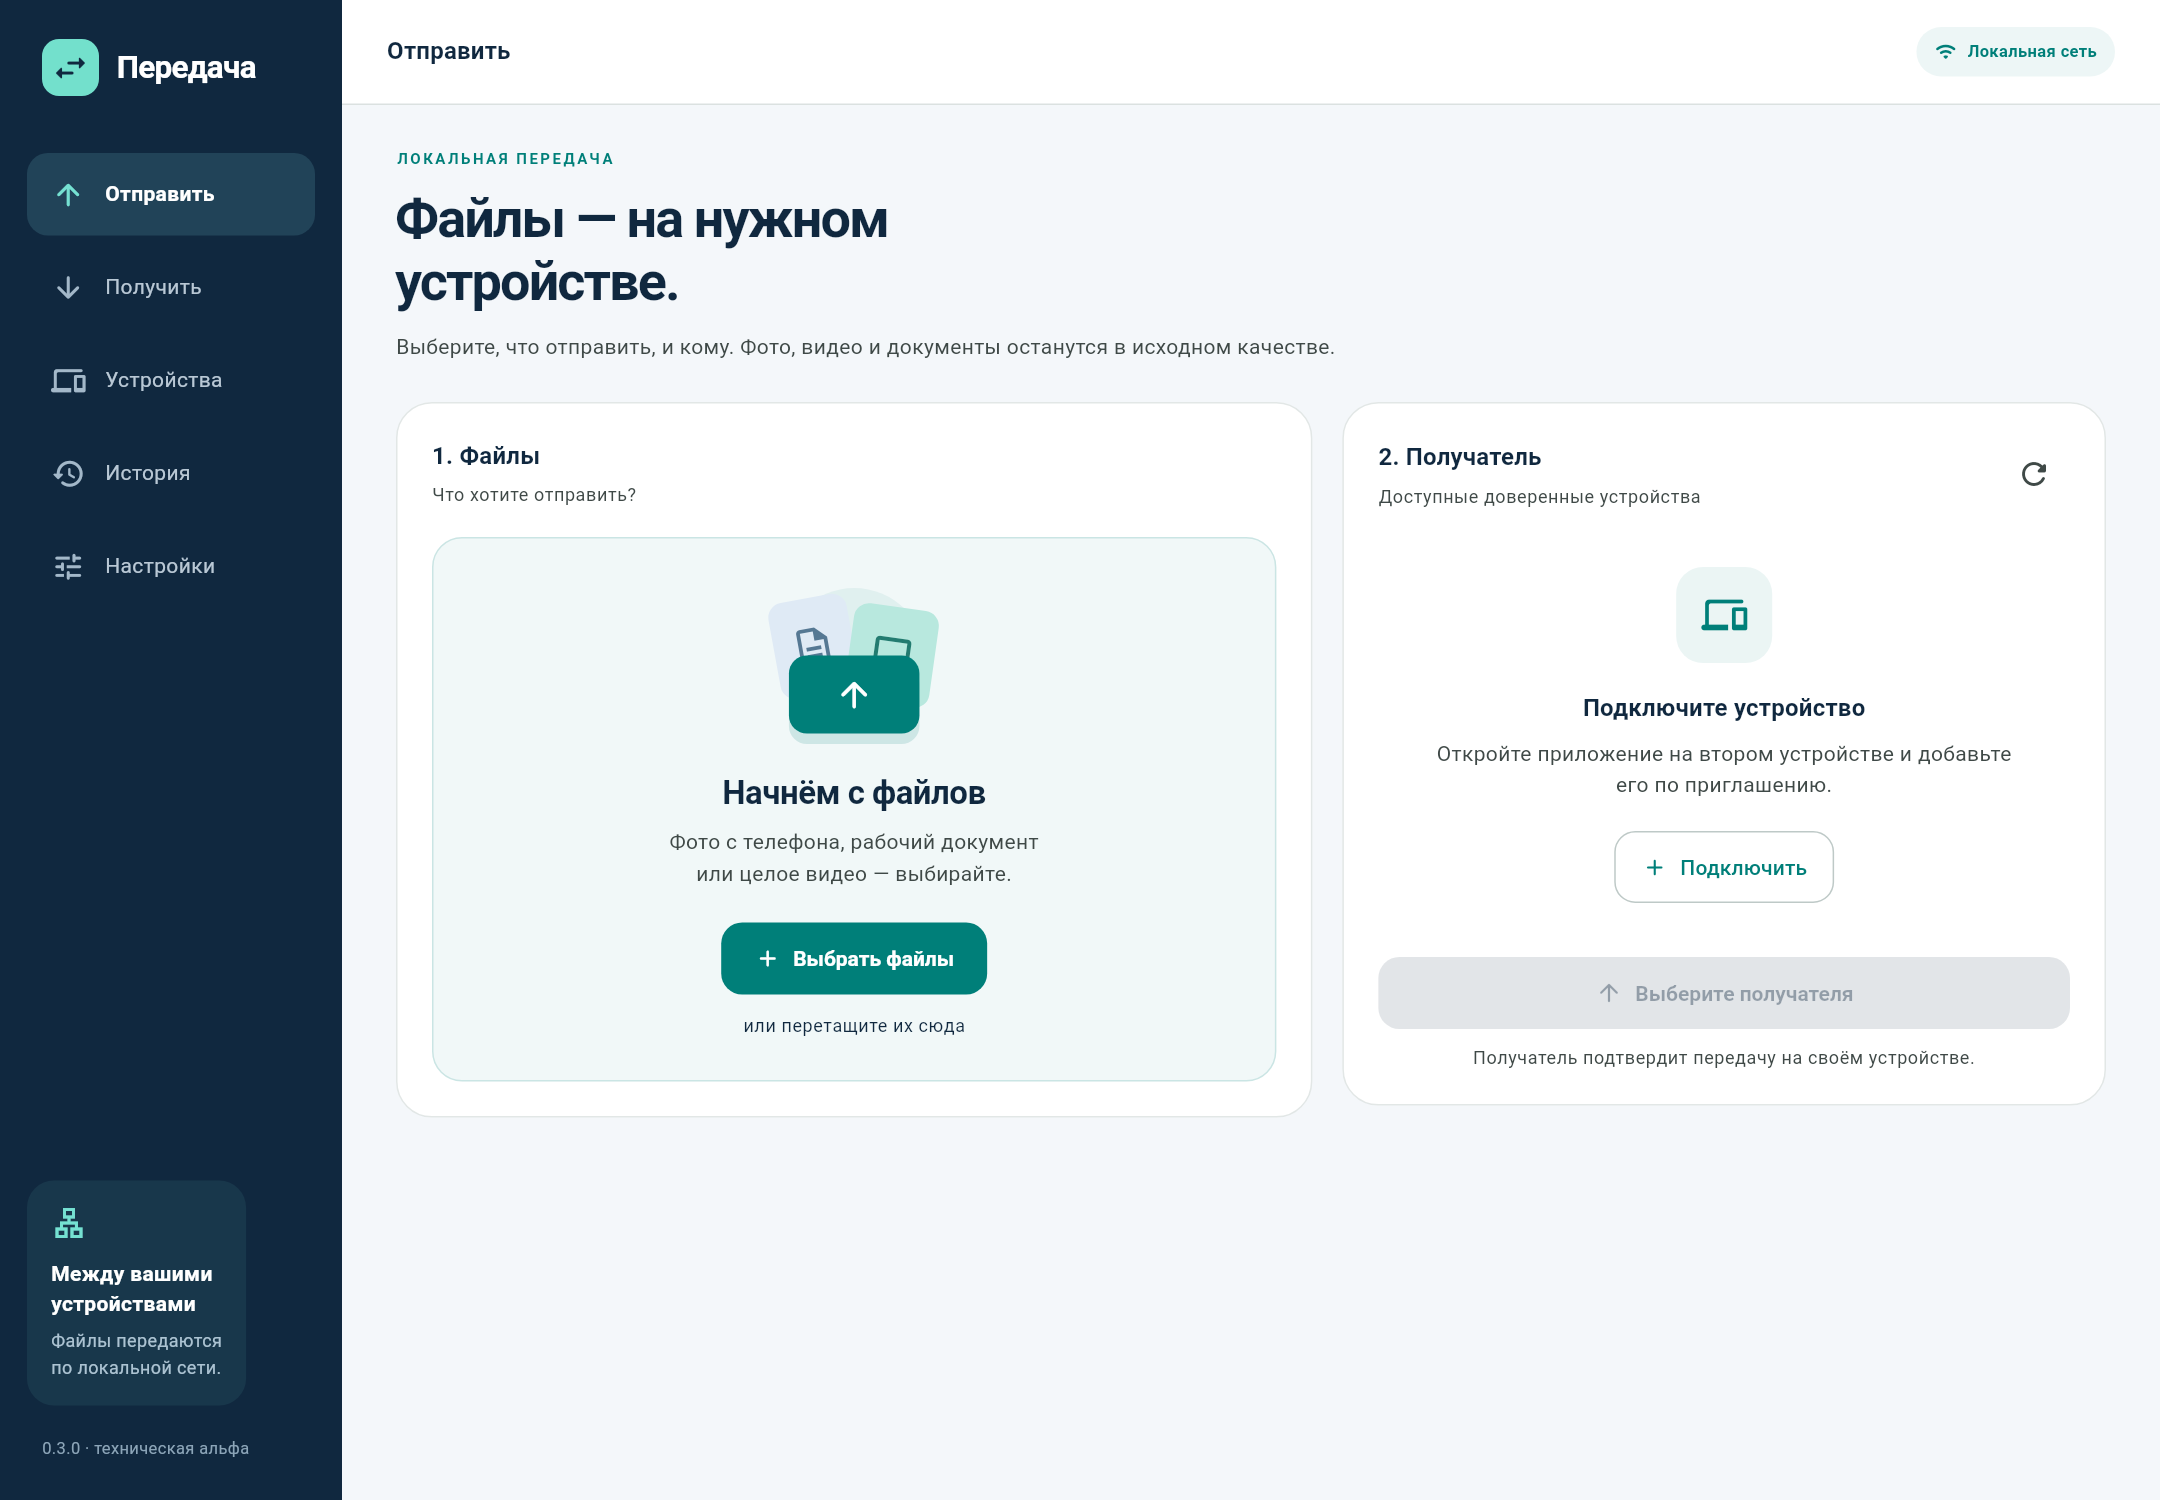 Передача
Отправить
Получить
Устройства
История
Настройки
Между вашими
устройствами
Файлы передаются
по локальной сети.
0.3.0 · техническая альфа
Отправить
Локальная сеть
ЛОКАЛЬНАЯ ПЕРЕДАЧА
Файлы — на нужном
устройстве.
Выберите, что отправить, и кому. Фото, видео и документы останутся в исходном качестве.
1. Файлы
Что хотите отправить?
Начнём с файлов
Фото с телефона, рабочий документ
или целое видео — выбирайте.
Выбрать файлы
или перетащите их сюда
2. Получатель
Доступные доверенные устройства
Подключите устройство
Откройте приложение на втором устройстве и добавьте
его по приглашению.
Подключить
Выберите получателя
Получатель подтвердит передачу на своём устройстве.